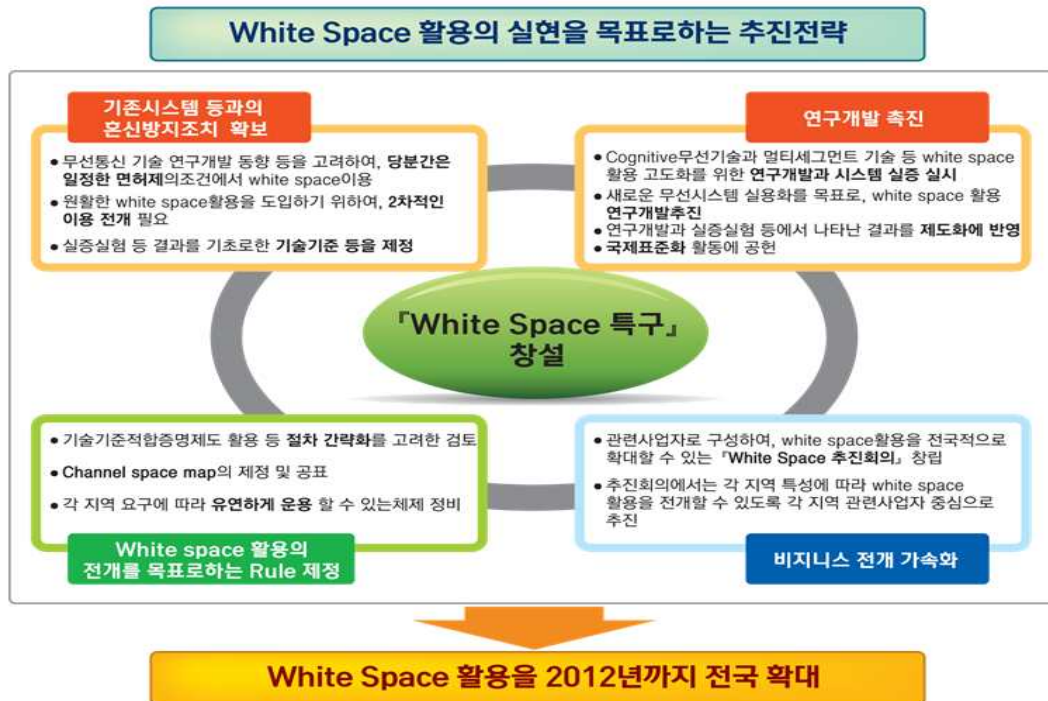 White Space 활용의 실현을 목표로하는 추진전략
기존시스템 등과의
혼신방지조치 확보
• 무선통신 기술 연구개발 동향 등을 고려하여, 당분간은
일정한 면허제의조건에서 white space이용
• 원활한 white space활용을 도입하기 위하여, 2차적인
이용 전개 필요
• 실증실험 등 결과를 기초로한 기술기준 등을 제정
연구개발 촉진
• Cognitive무선기술과 멀티세그먼트 기술 등 white space
활용 고도화를 위한 연구개발과 시스템 실증 실시
• 새로운 무선시스템 실용화를 목표로, white space 활용
연구개발추진
• 연구개발과 실증실험 등에서 나타난 결과를 제도화에 반영
• 국제표준화 활동에 공헌
『White Space 특구』
창설
• 기술기준적합증명제도 활용 등 절차 간략화를 고려한 검토
• Channel space map의 제정 및 공표
• 각 지역 요구에 따라 유연하게 운용 할 수 있는체제 정비
White space 활용의
전개를 목표로하는 Rule 제정
• 관련사업자로 구성하여, white space활용을 전국적으로
확대할 수 있는 『White Space 추진회의』 창립
• 추진회의에서는 각 지역 특성에 따라 white space
활용을 전개할 수 있도록 각 지역 관련사업자 중심으로
추진
비지니스 전개 가속화
White Space 활용을 2012년까지 전국 확대